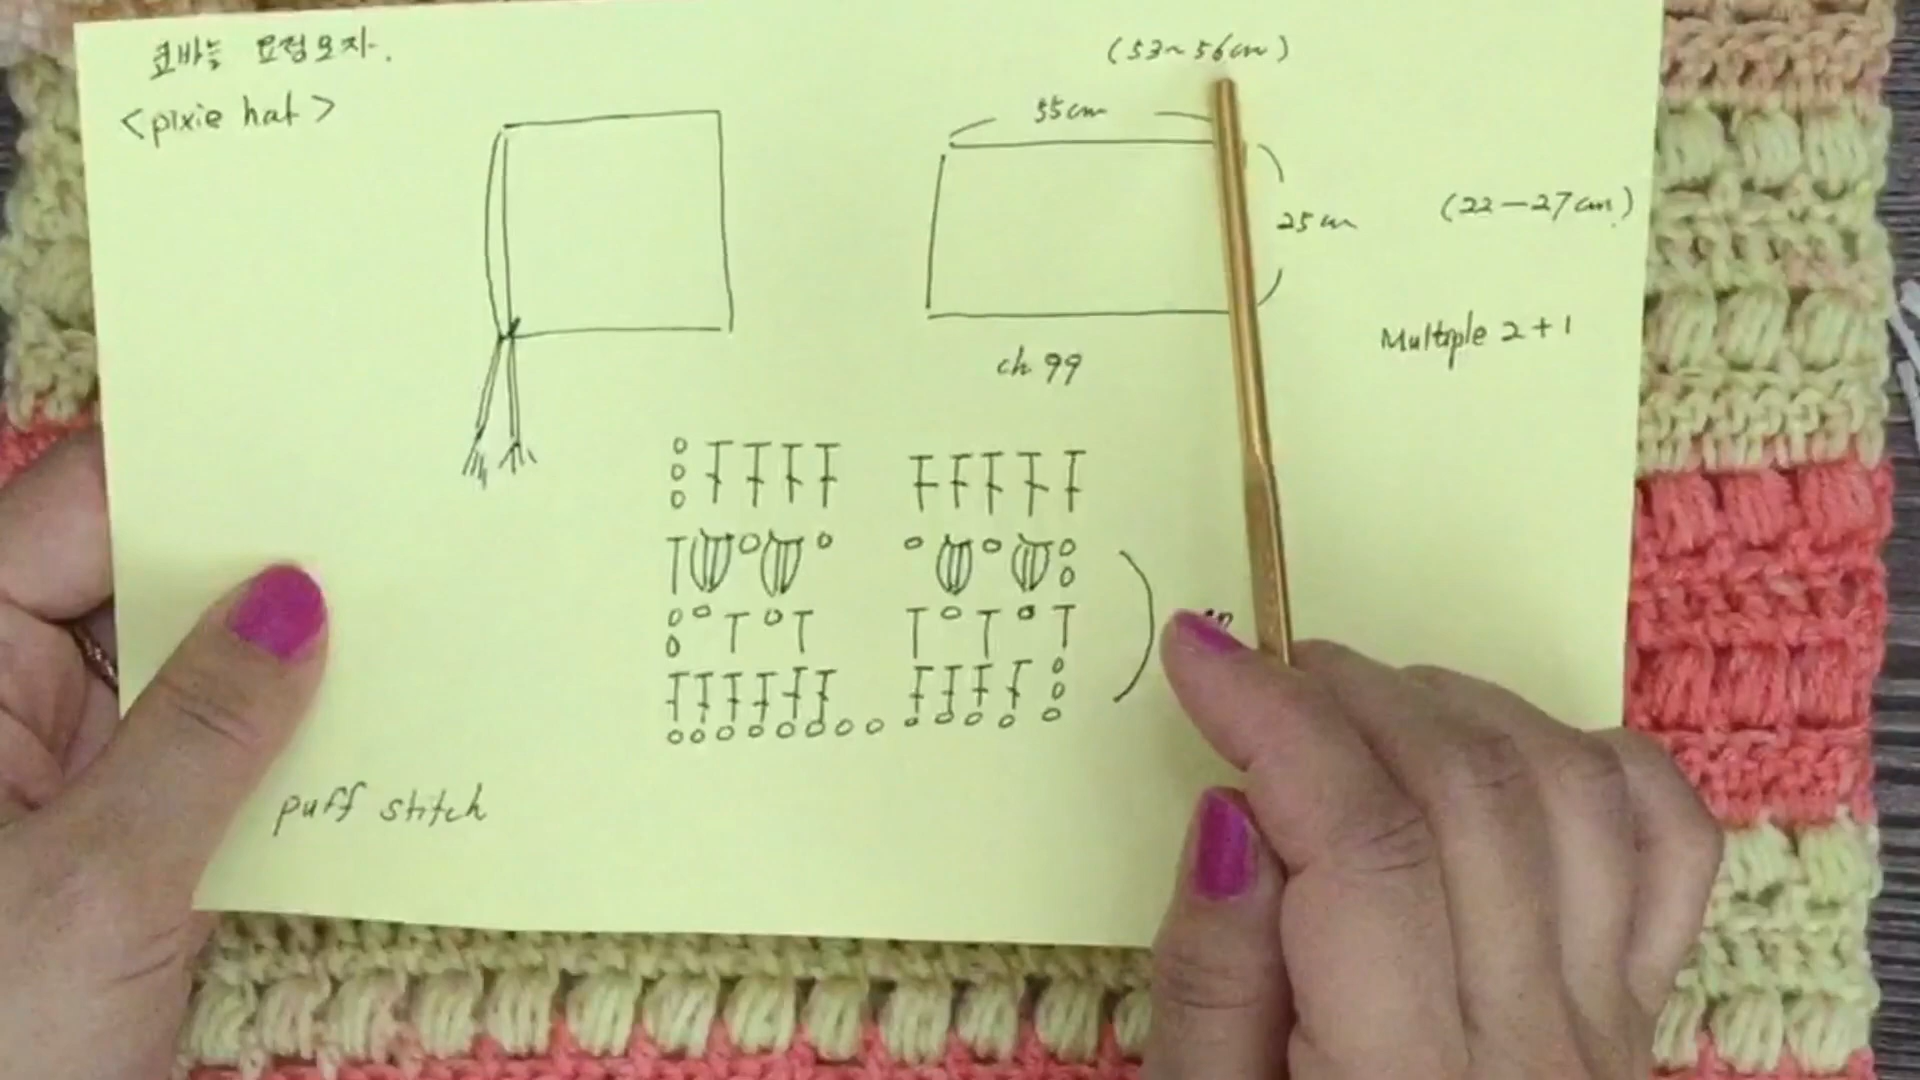 코바늘 요정모자.
<pixie hat>
(53~56cm)
55cm
25cm
(22-27cm)
Multiple 2+1
ch 99
puff stitch